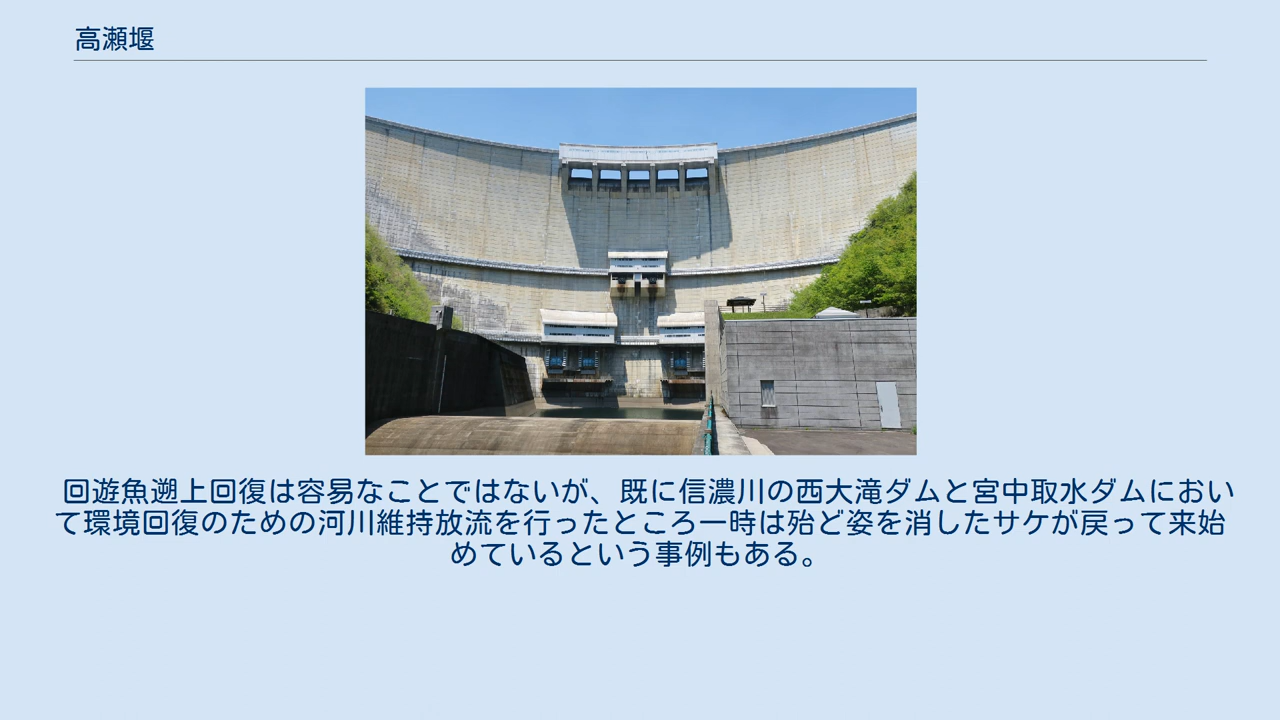 高瀬堰
回遊魚遡上回復は容易なことではないが、既に信濃川の西大滝ダムと宮中取水ダムにおい
て環境回復のための河川維持放流を行ったところ一時は殆ど姿を消したサケが戻って来始
めているという事例もある。